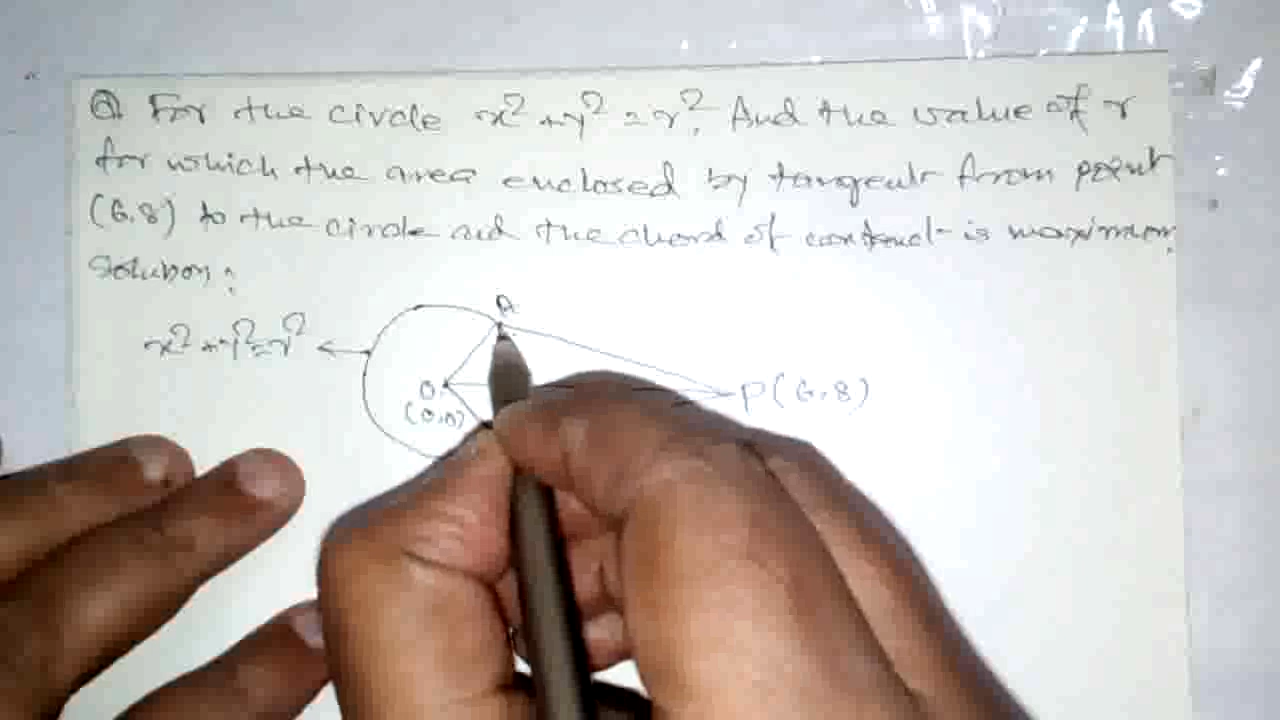 Q For the circle x² + y² = r². And the value of r
for which the area enclosed by tangents from point
(6,8) to the circle and the chord of contact is maximum.
Solution:
A
x² + y² = r²
O
P(6,8)
(0,0)